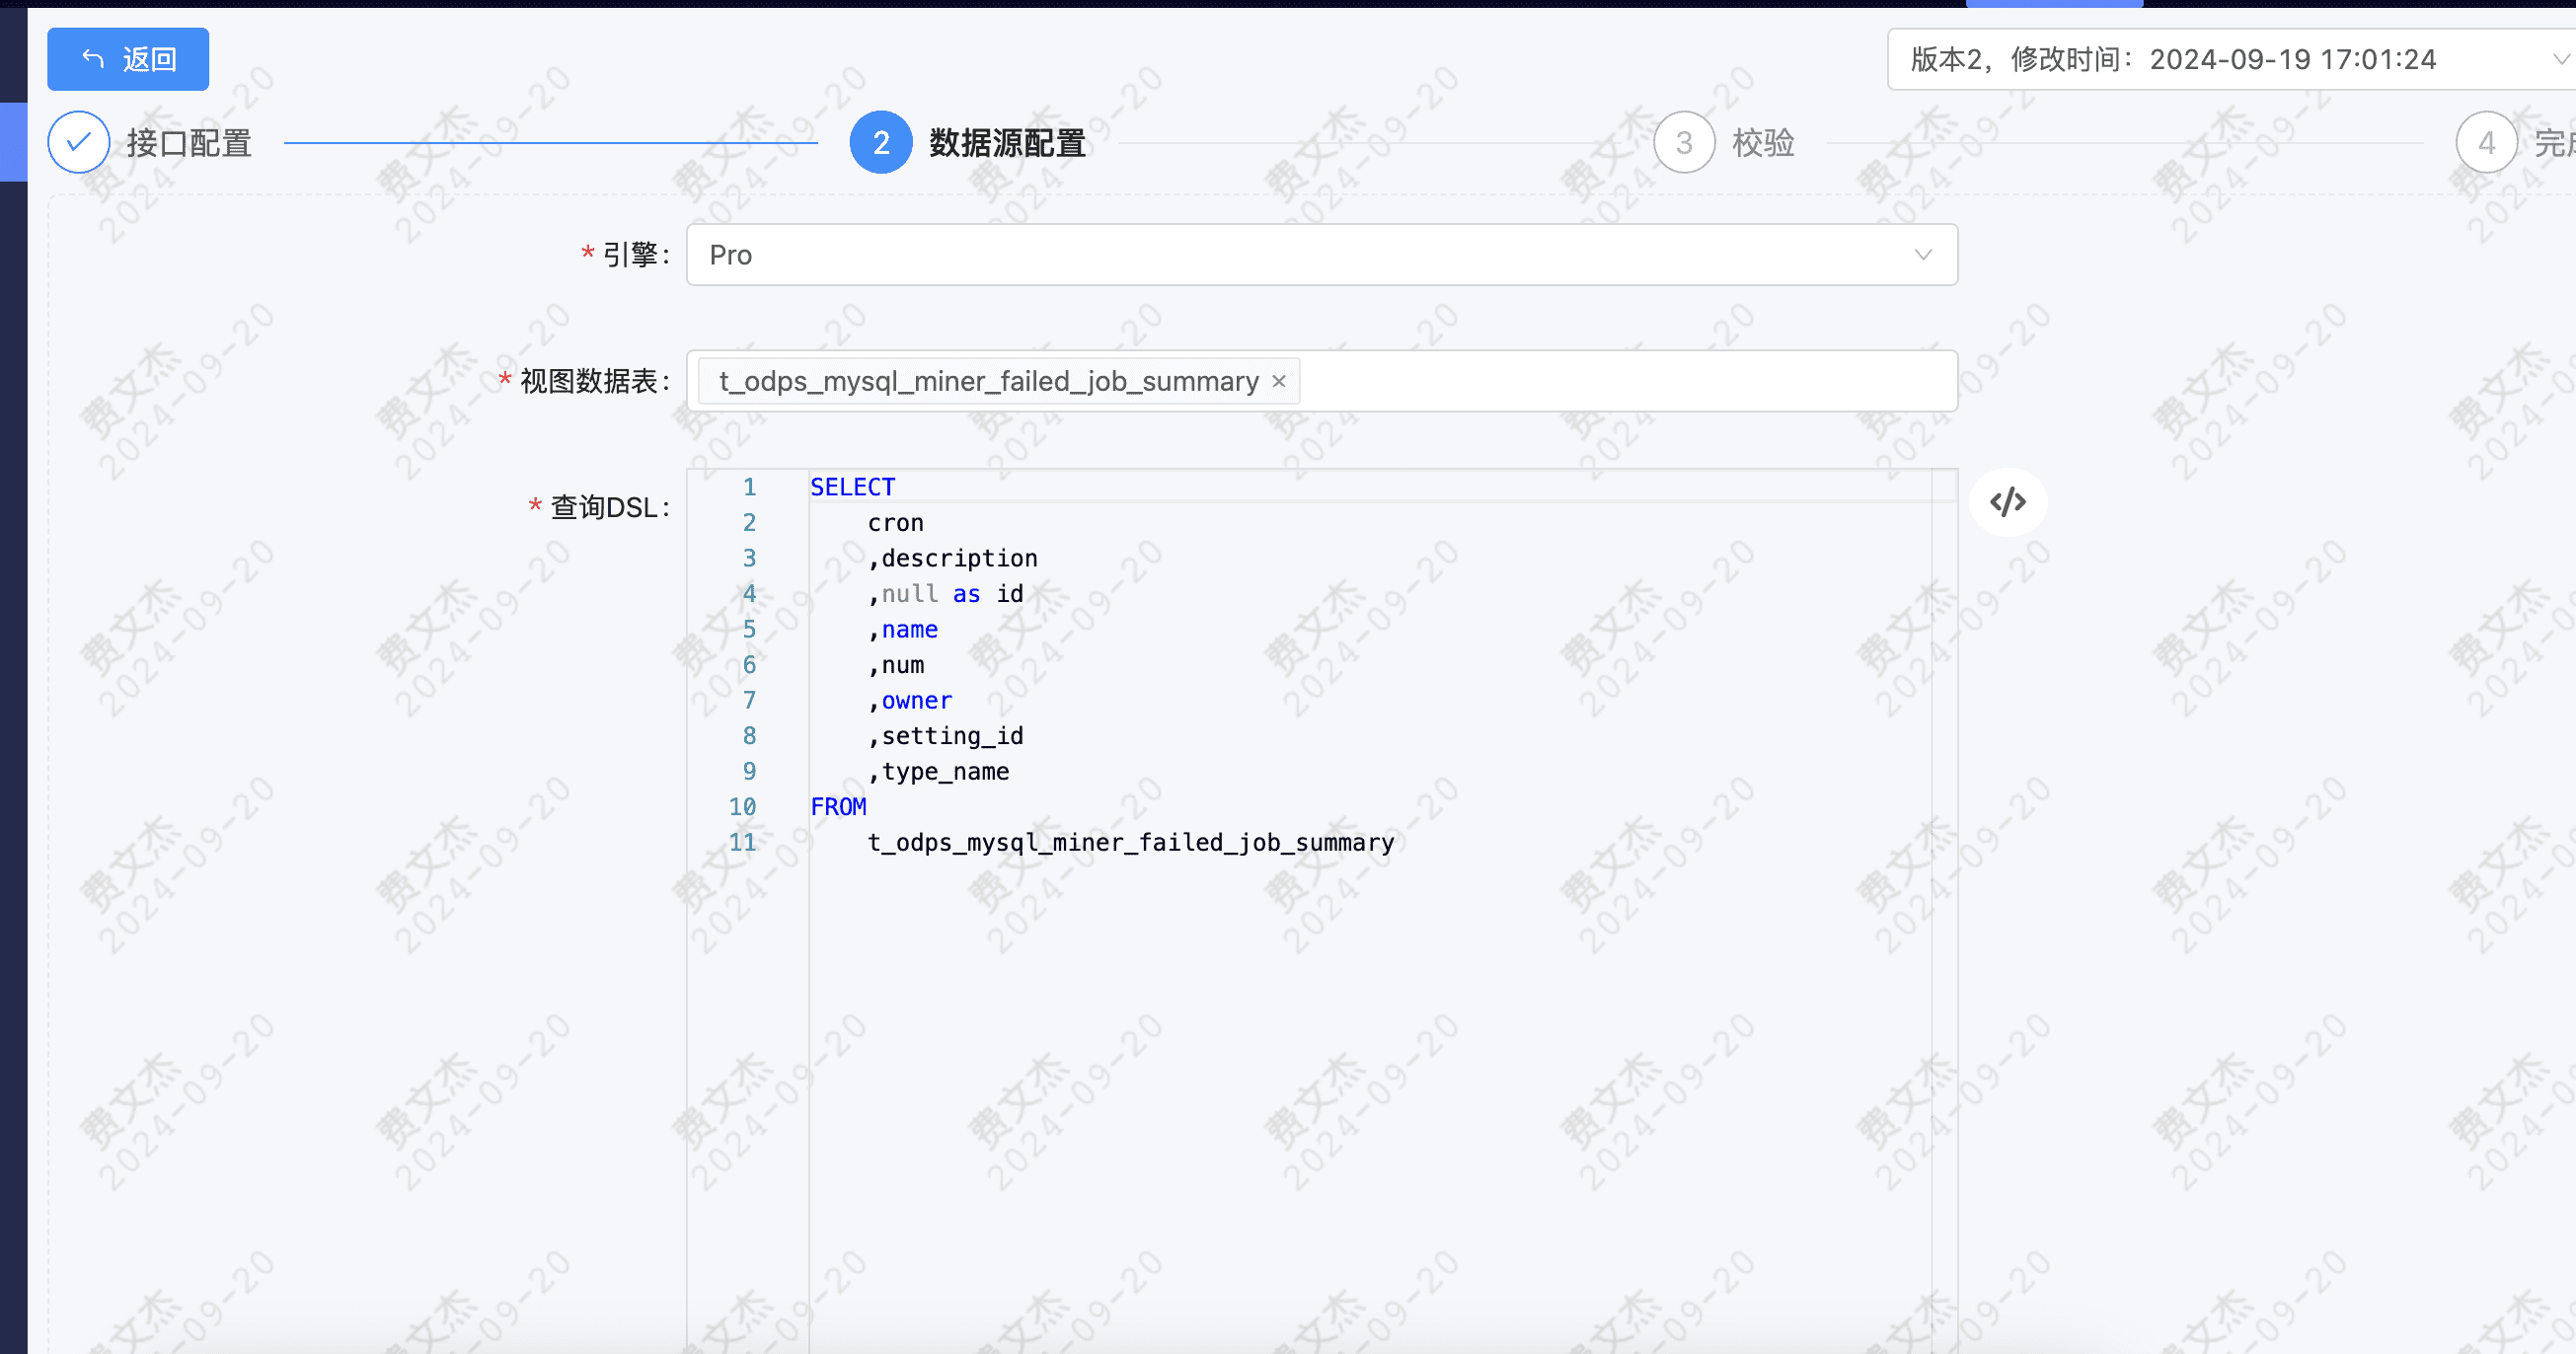 返回
版本2，修改时间：2024-09-19 17:01:24
接口配置
2 数据源配置
3 校验
4 完
* 引擎：
Pro
* 视图数据表：
t_odps_mysql_miner_failed_job_summary ×
* 查询DSL：
1 SELECT
2 cron
3 ,description
4 ,null as id
5 ,name
6 ,num
7 ,owner
8 ,setting_id
9 ,type_name
10 FROM
11 t_odps_mysql_miner_failed_job_summary
</>
费文杰
2024-09-20